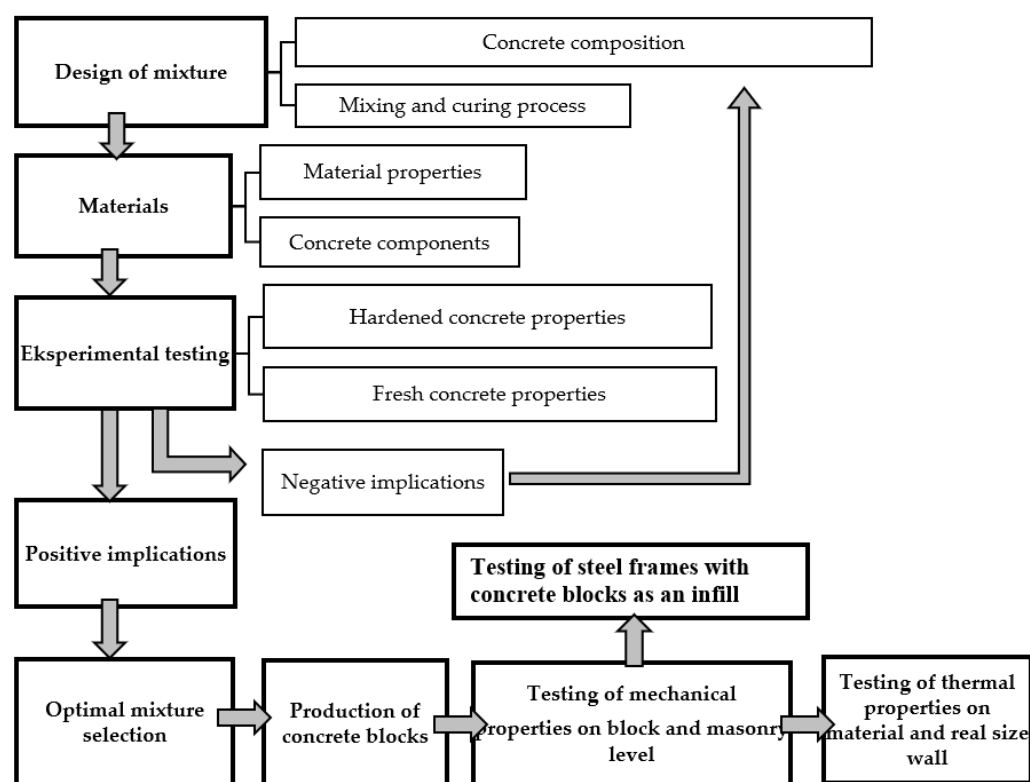 Concrete composition
Design of mixture
Mixing and curing process
Material properties
Materials
Concrete components
Hardened concrete properties
Eksperimental testing
Fresh concrete properties
Negative implications
Positive implications
Testing of steel frames with
concrete blocks as an infill
Optimal mixture
selection
Production of
concrete blocks
Testing of mechanical
properties on block and masonry
level
Testing of thermal
properties on
material and real size
wall